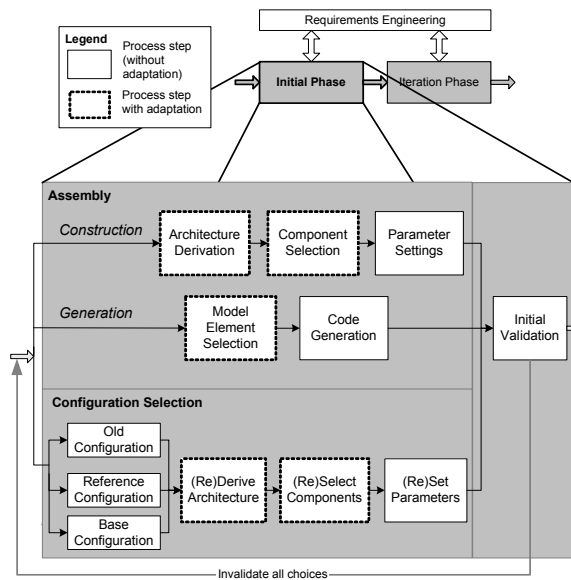 Requirements Engineering
Legend
Process step
(without
adaptation)
Process step
with adaptation
Initial Phase
Iteration Phase
Assembly
Construction
Architecture
Derivation
Component
Selection
Parameter
Settings
Generation
Model
Element
Selection
Code
Generation
Initial
Validation
Configuration Selection
Old
Configuration
Reference
Configuration
Base
Configuration
(Re)Derive
Architecture
(Re)Select
Components
(Re)Set
Parameters
Invalidate all choices